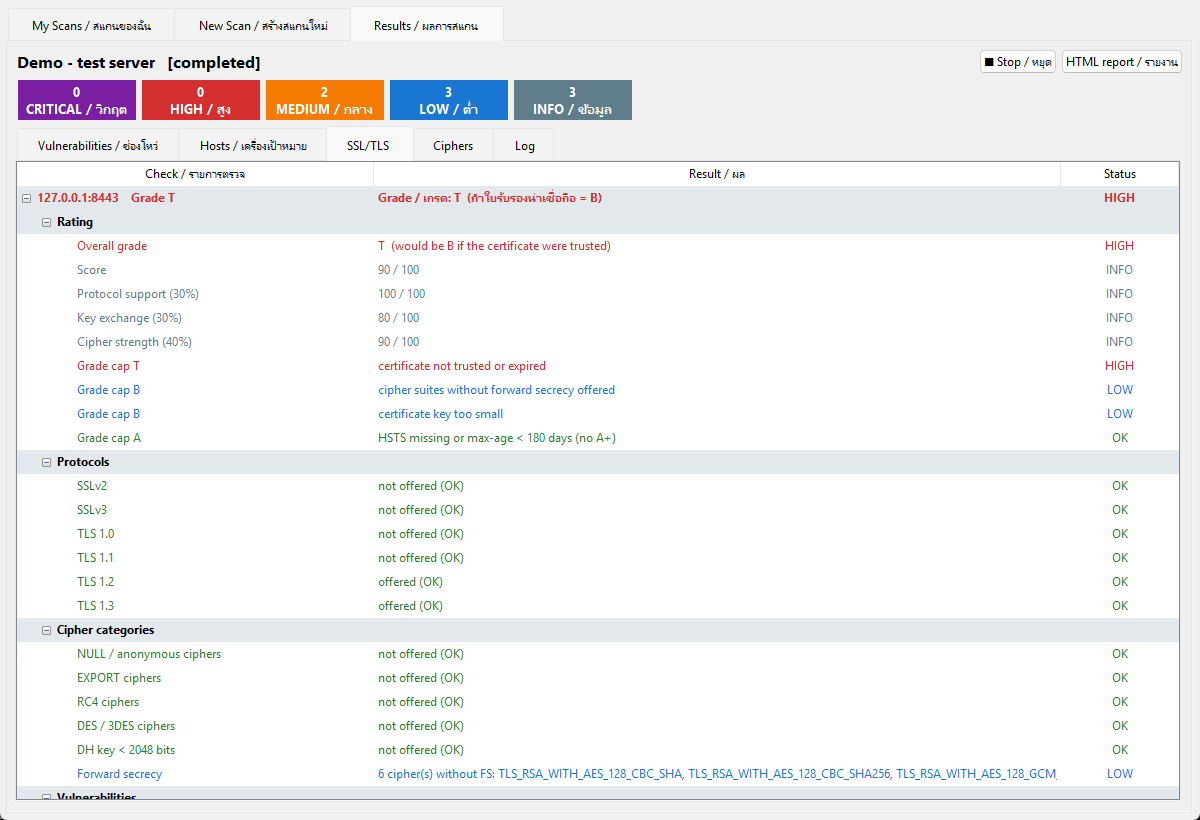 My Scans / สแกนของฉัน
New Scan / สร้างสแกนใหม่
Results / ผลการสแกน
Demo - test server [completed]
Stop / หยุด
HTML report / รายงาน
0
CRITICAL / วิกฤต
0
HIGH / สูง
2
MEDIUM / กลาง
3
LOW / ต่ำ
3
INFO / ข้อมูล
Vulnerabilities / ช่องโหว่
Hosts / เครื่องเป้าหมาย
SSL/TLS
Ciphers
Log
Check / รายการตรวจ Result / ผล Status
127.0.0.1:8443 Grade T Grade / เกรด: T (ถ้าใบรับรองน่าเชื่อถือ = B) HIGH
Rating
Overall grade T (would be B if the certificate were trusted) HIGH
Score 90 / 100 INFO
Protocol support (30%) 100 / 100 INFO
Key exchange (30%) 80 / 100 INFO
Cipher strength (40%) 90 / 100 INFO
Grade cap T certificate not trusted or expired HIGH
Grade cap B cipher suites without forward secrecy offered LOW
Grade cap B certificate key too small LOW
Grade cap A HSTS missing or max-age < 180 days (no A+) OK
Protocols
SSLv2 not offered (OK) OK
SSLv3 not offered (OK) OK
TLS 1.0 not offered (OK) OK
TLS 1.1 not offered (OK) OK
TLS 1.2 offered (OK) OK
TLS 1.3 offered (OK) OK
Cipher categories
NULL / anonymous ciphers not offered (OK) OK
EXPORT ciphers not offered (OK) OK
RC4 ciphers not offered (OK) OK
DES / 3DES ciphers not offered (OK) OK
DH key < 2048 bits not offered (OK) OK
Forward secrecy 6 cipher(s) without FS: TLS_RSA_WITH_AES_128_CBC_SHA, TLS_RSA_WITH_AES_128_CBC_SHA256, TLS_RSA_WITH_AES_128_GCM_ LOW
Vulnerabilities